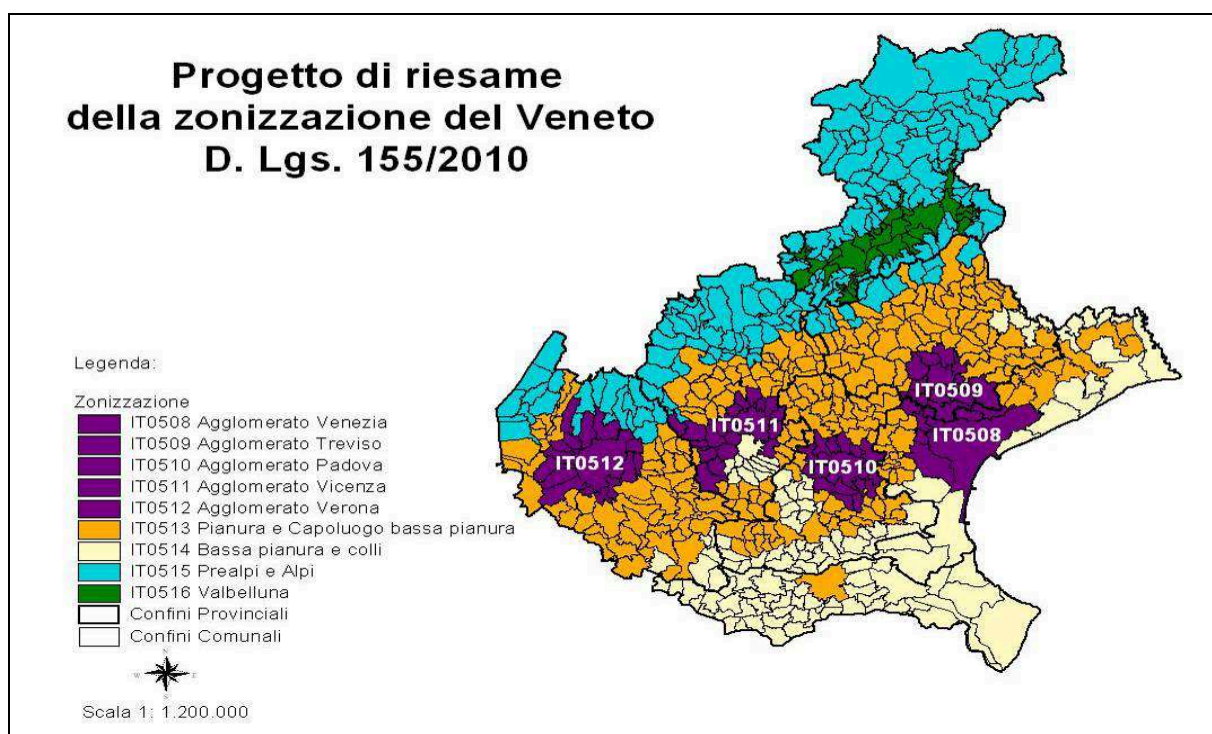 Progetto di riesame
della zonizzazione del Veneto
D. Lgs. 155/2010
Legenda:
Zonizzazione
IT0508 Agglomerato Venezia
IT0509 Agglomerato Treviso
IT0510 Agglomerato Padova
IT0511 Agglomerato Vicenza
IT0512 Agglomerato Verona
IT0513 Pianura e Capoluogo bassa pianura
IT0514 Bassa pianura e colli
IT0515 Prealpi e Alpi
IT0516 Valbelluna
Confini Provinciali
Confini Comunali
N
W E
S
Scala 1: 1.200.000
IT0509
IT0511
IT0508
IT0512
IT0510